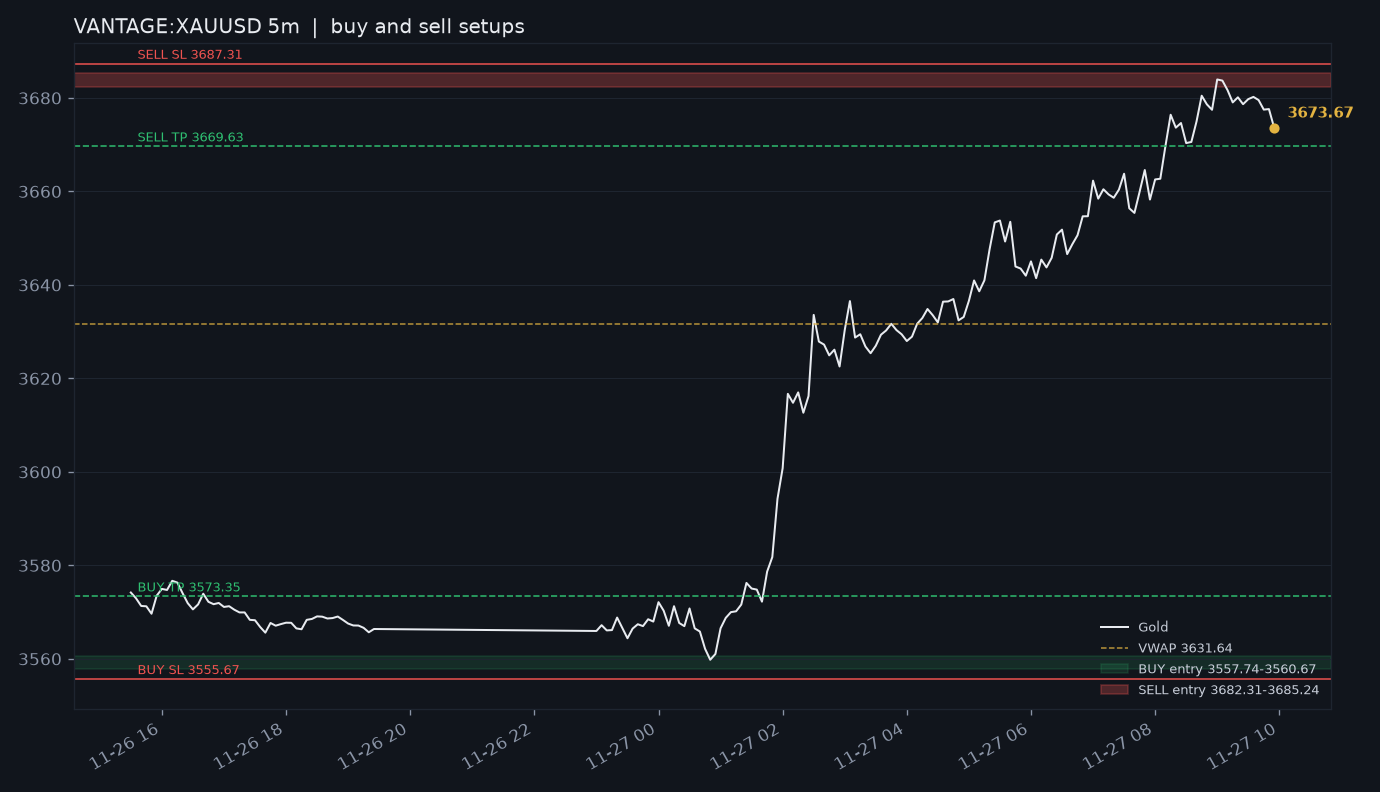 VANTAGE:XAUUSD 5m | buy and sell setups
SELL SL 3687.31
3680
3673.67
SELL TP 3669.63
3660
3640
3620
3600
3580
BUY TP 3573.35
3560
BUY SL 3555.67
Gold
VWAP 3631.64
BUY entry 3557.74-3560.67
SELL entry 3682.31-3685.24
11-26 16
11-26 18
11-26 20
11-26 22
11-27 00
11-27 02
11-27 04
11-27 06
11-27 08
11-27 10